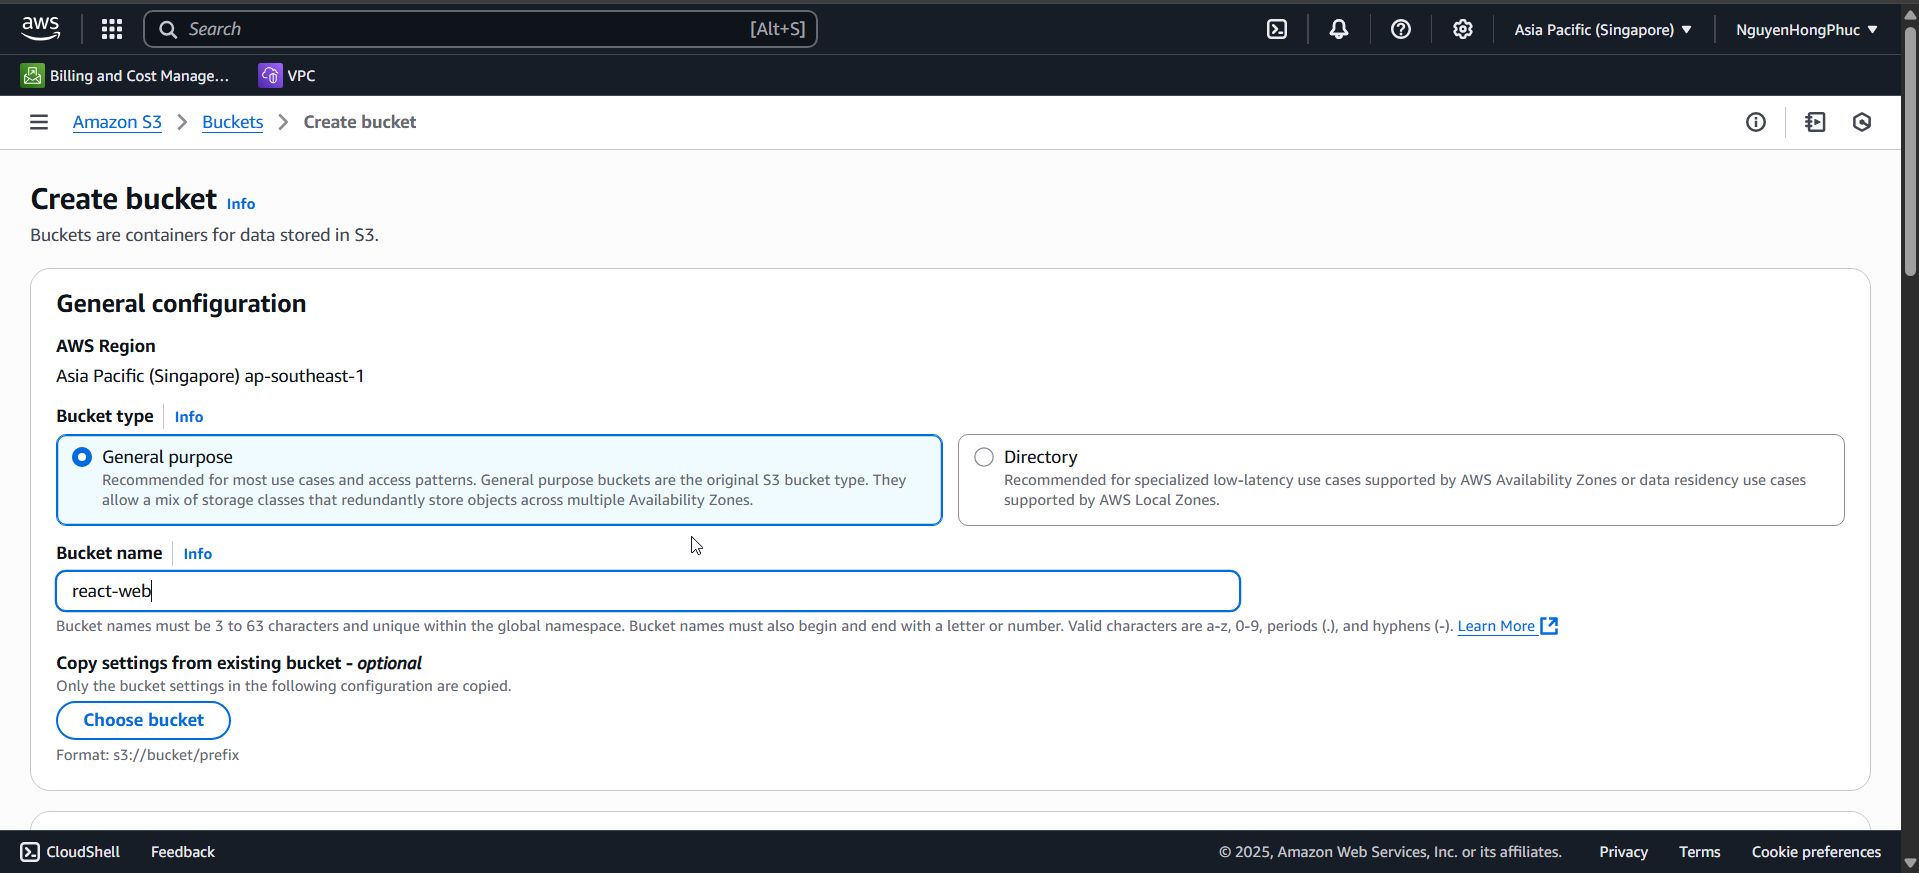 aws
Search [Alt+S]
Asia Pacific (Singapore)
NguyenHongPhuc
Billing and Cost Manage...
VPC
Amazon S3
Buckets
Create bucket
Create bucket Info
Buckets are containers for data stored in S3.
General configuration
AWS Region
Asia Pacific (Singapore) ap-southeast-1
Bucket type Info
General purpose
Recommended for most use cases and access patterns. General purpose buckets are the original S3 bucket type. They
allow a mix of storage classes that redundantly store objects across multiple Availability Zones.
Directory
Recommended for specialized low-latency use cases supported by AWS Availability Zones or data residency use cases
supported by AWS Local Zones.
Bucket name Info
react-web
Bucket names must be 3 to 63 characters and unique within the global namespace. Bucket names must also begin and end with a letter or number. Valid characters are a-z, 0-9, periods (.), and hyphens (-). Learn More
Copy settings from existing bucket - optional
Only the bucket settings in the following configuration are copied.
Choose bucket
Format: s3://bucket/prefix
CloudShell
Feedback
© 2025, Amazon Web Services, Inc. or its affiliates.
Privacy
Terms
Cookie preferences